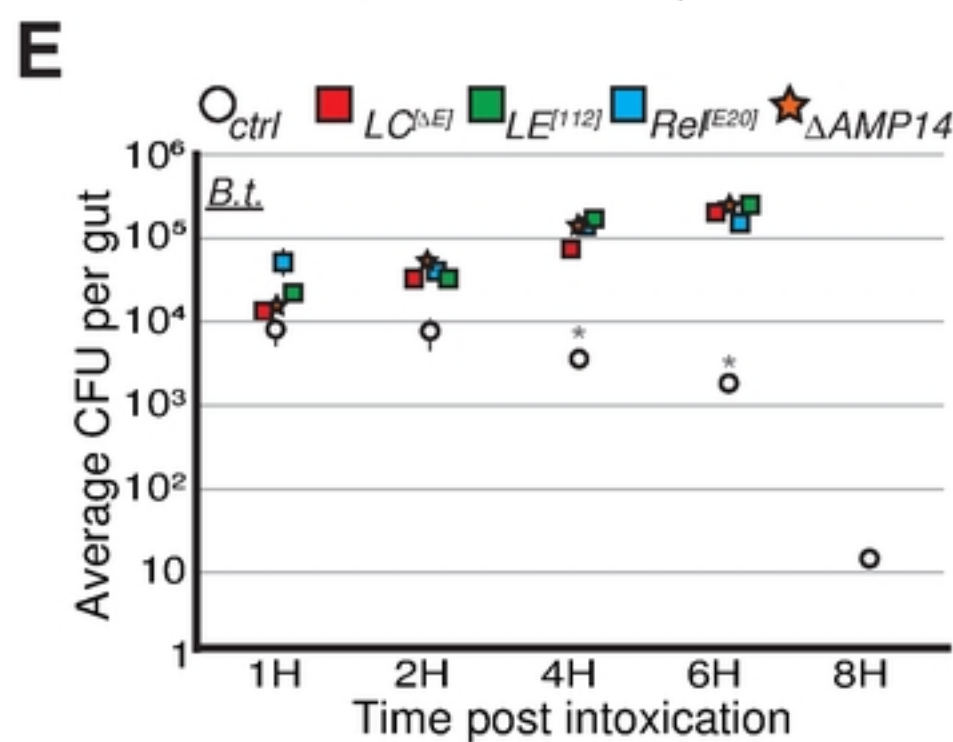 E
ctrl LC[ΔE] LE[112] Rel[E20] ΔAMP14
B.t.
Average CFU per gut
10⁶
10⁵
10⁴
10³
10²
10
1
*
*
1H 2H 4H 6H 8H
Time post intoxication